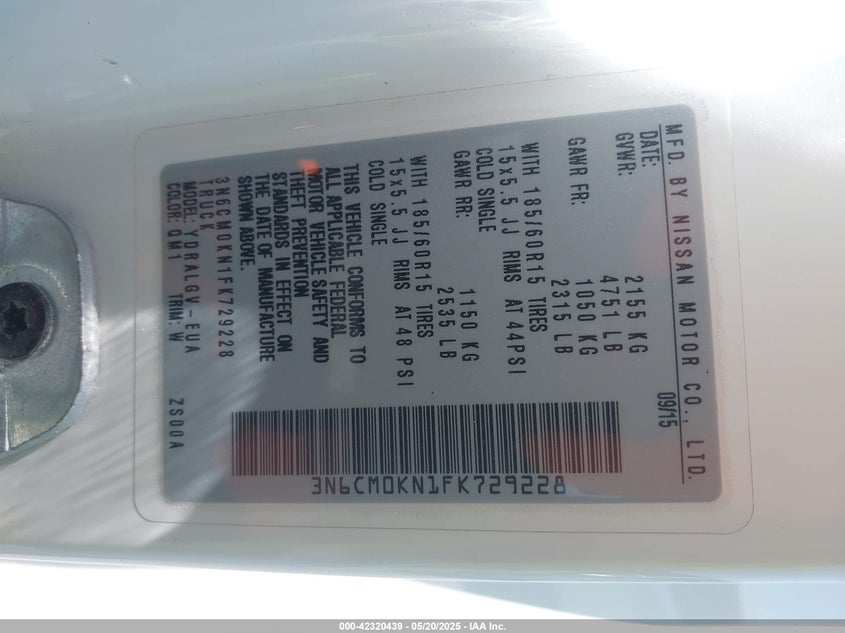 MFD. BY NISSAN MOTOR CO., LTD.
DATE: 09/15
GVWR: 2155 KG
4751 LB
GAWR FR: 1050 KG
2315 LB
WITH 185/60R15 TIRES
15x5.5 JJ RIMS AT 44PSI
COLD SINGLE
GAWR RR: 1150 KG
2535 LB
WITH 185/60R15 TIRES
15x5.5 JJ RIMS AT 48 PSI
COLD SINGLE
THIS VEHICLE CONFORMS TO
ALL APPLICABLE FEDERAL
MOTOR VEHICLE SAFETY AND
THEFT PREVENTION
STANDARDS IN EFFECT ON
THE DATE OF MANUFACTURE
SHOWN ABOVE.
3N6CM0KN1FK729228
TRUCK
MODEL: YDRALGV-EUA
COLOR: QM1 TRIM: W ZS00A
3N6CM0KN1FK729228
000-42320439 - 05/20/2025 - IAA Inc.